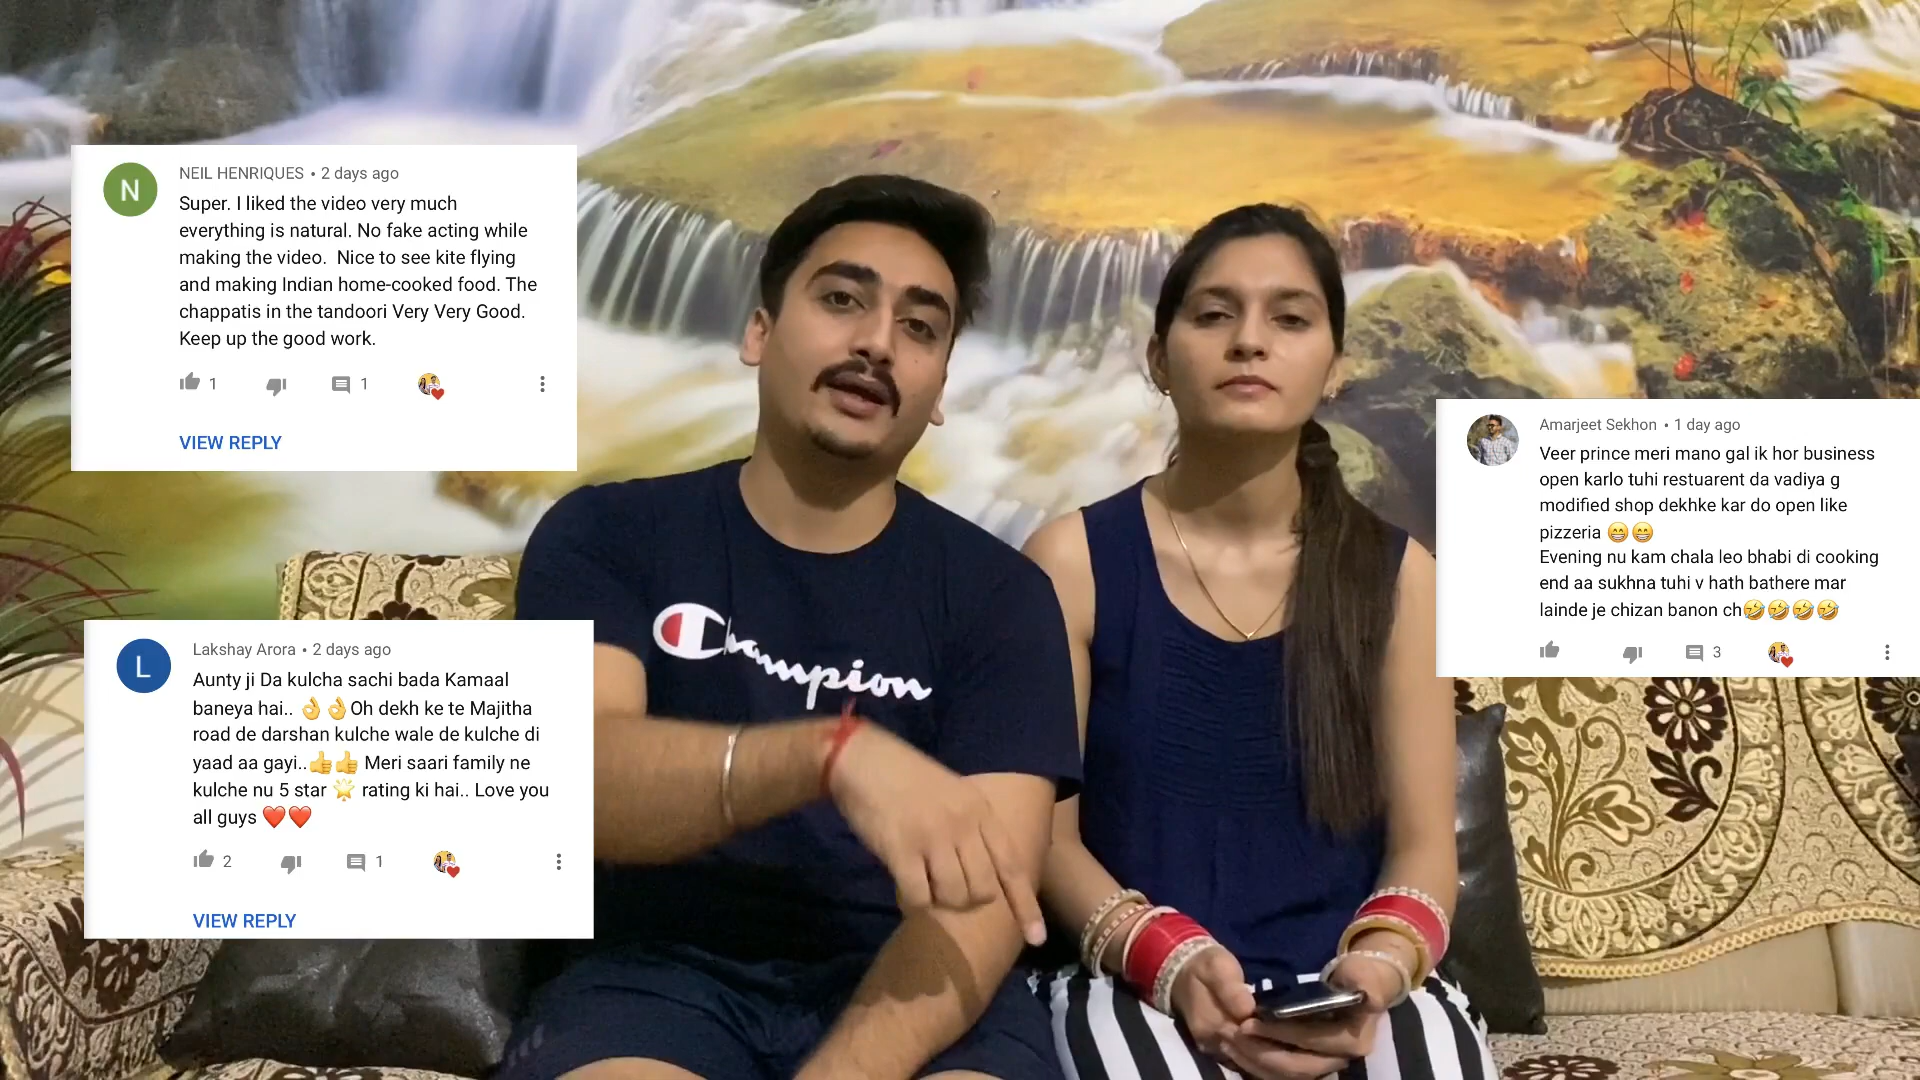 N
NEIL HENRIQUES • 2 days ago
Super. I liked the video very much
everything is natural. No fake acting while
making the video.  Nice to see kite flying
and making Indian home-cooked food. The
chappatis in the tandoori Very Very Good.
Keep up the good work.
1 1
VIEW REPLY
L
Lakshay Arora • 2 days ago
Aunty ji Da kulcha sachi bada Kamaal
baneya hai.. 👌👌Oh dekh ke te Majitha
road de darshan kulche wale de kulche di
yaad aa gayi..👍👍 Meri saari family ne
kulche nu 5 star 🌟 rating ki hai.. Love you
all guys ❤️❤️
2 1
VIEW REPLY
Champion
Amarjeet Sekhon • 1 day ago
Veer prince meri mano gal ik hor business
open karlo tuhi restuarent da vadiya g
modified shop dekhke kar do open like
pizzeria 😁😁
Evening nu kam chala leo bhabi di cooking
end aa sukhna tuhi v hath bathere mar
lainde je chizan banon ch🤣🤣🤣🤣
3